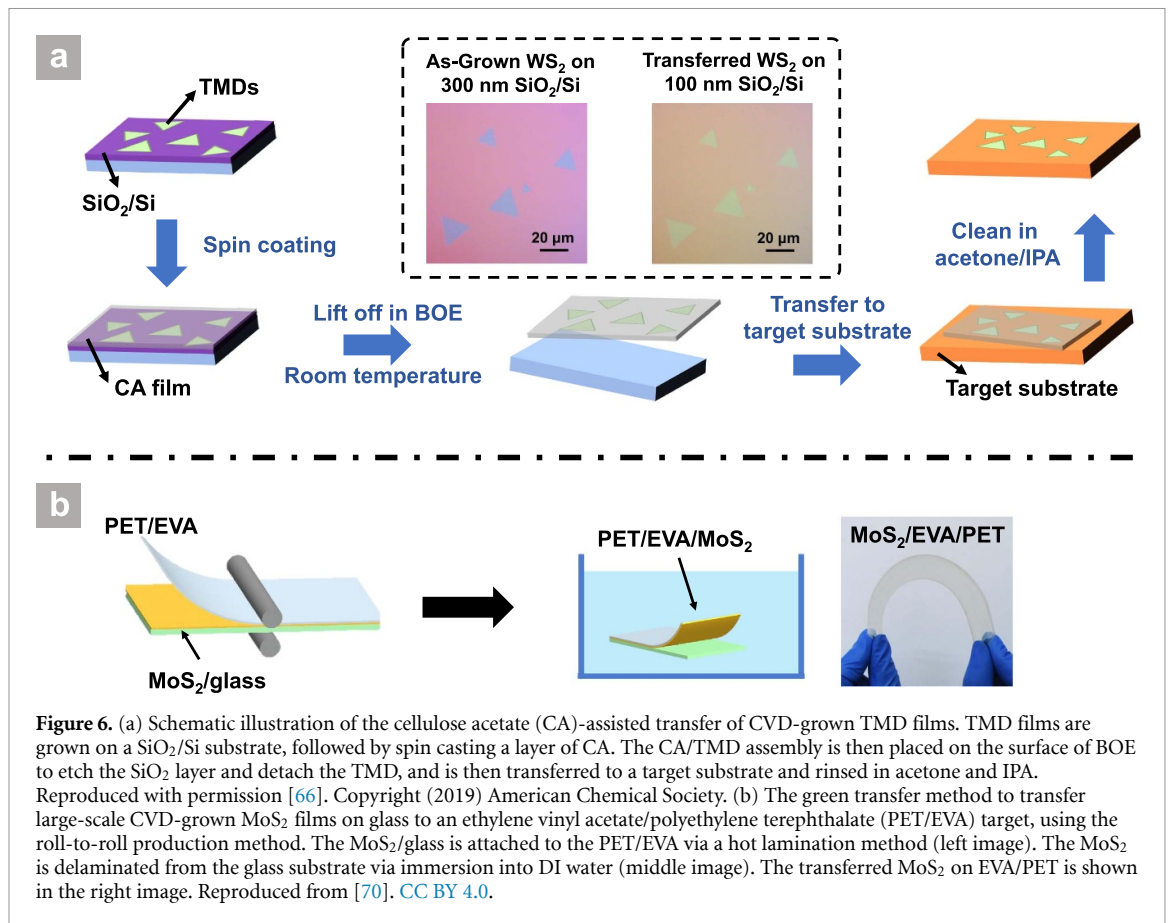 a
TMDs
SiO₂/Si
Spin coating
CA film
As-Grown WS₂ on
300 nm SiO₂/Si
20 µm
Transferred WS₂ on
100 nm SiO₂/Si
20 µm
Lift off in BOE
Room temperature
Transfer to
target substrate
Clean in
acetone/IPA
Target substrate
b
PET/EVA
MoS₂/glass
PET/EVA/MoS₂
MoS₂/EVA/PET
Figure 6. (a) Schematic illustration of the cellulose acetate (CA)-assisted transfer of CVD-grown TMD films. TMD films are
grown on a SiO₂/Si substrate, followed by spin casting a layer of CA. The CA/TMD assembly is then placed on the surface of BOE
to etch the SiO₂ layer and detach the TMD, and is then transferred to a target substrate and rinsed in acetone and IPA.
Reproduced with permission [66]. Copyright (2019) American Chemical Society. (b) The green transfer method to transfer
large-scale CVD-grown MoS₂ films on glass to an ethylene vinyl acetate/polyethylene terephthalate (PET/EVA) target, using the
roll-to-roll production method. The MoS₂/glass is attached to the PET/EVA via a hot lamination method (left image). The MoS₂
is delaminated from the glass substrate via immersion into DI water (middle image). The transferred MoS₂ on EVA/PET is shown
in the right image. Reproduced from [70]. CC BY 4.0.